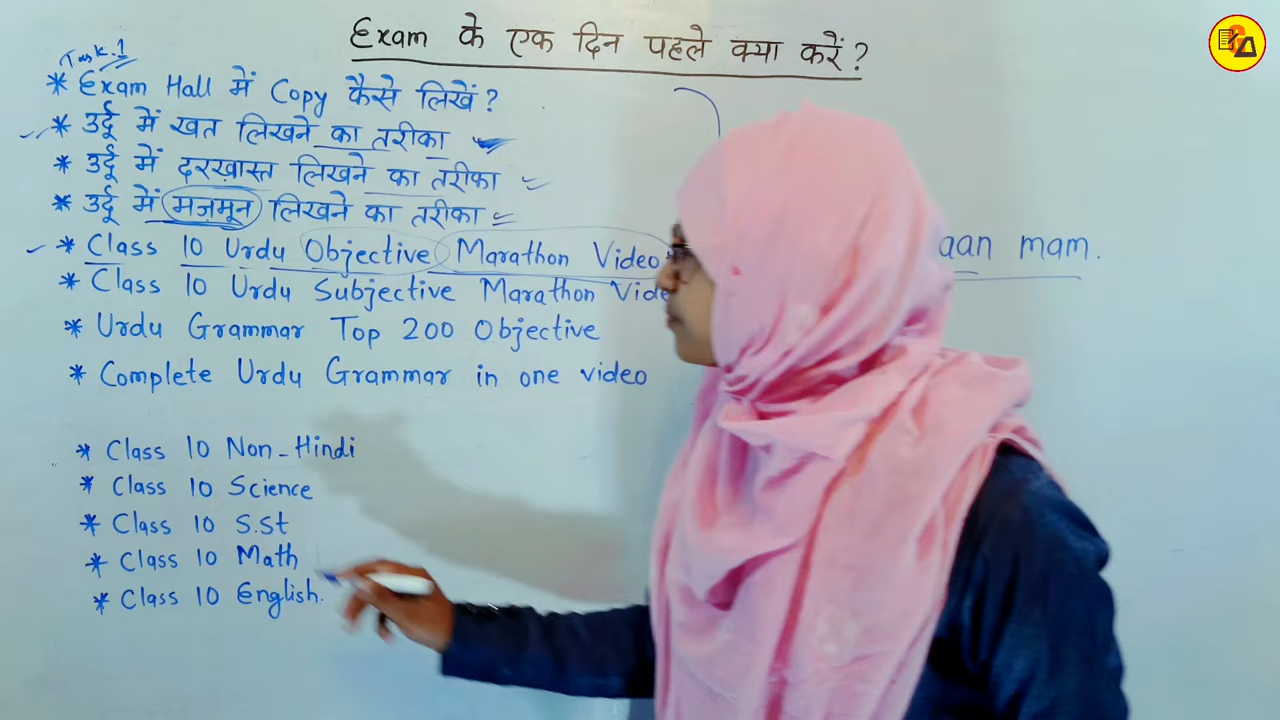 Exam के एक दिन पहले क्या करें?
Task.1
* Exam Hall में Copy कैसे लिखें?
* उर्दू में खत लिखने का तरीका
* उर्दू में दरख़ास्त लिखने का तरीका
* उर्दू में मज़मून लिखने का तरीका
* Class 10 Urdu Objective Marathon Video aan mam.
* Class 10 Urdu Subjective Marathon
* Urdu Grammar Top 200 Objective
* Complete Urdu Grammar in one video
* Class 10 Non-Hindi
* Class 10 Science
* Class 10 S.St
* Class 10 Math
* Class 10 English.